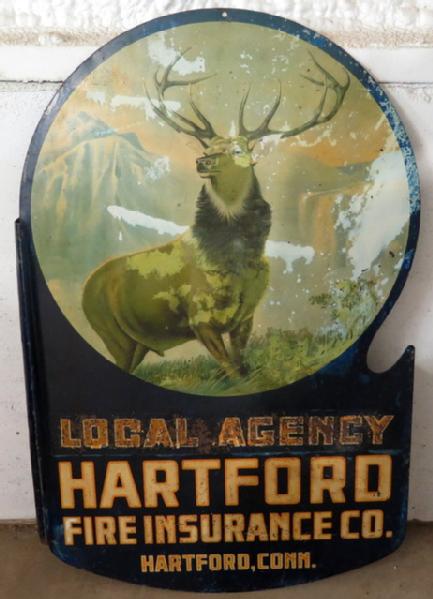 LOCAL AGENCY
HARTFORD
FIRE INSURANCE CO.
HARTFORD, CONN.